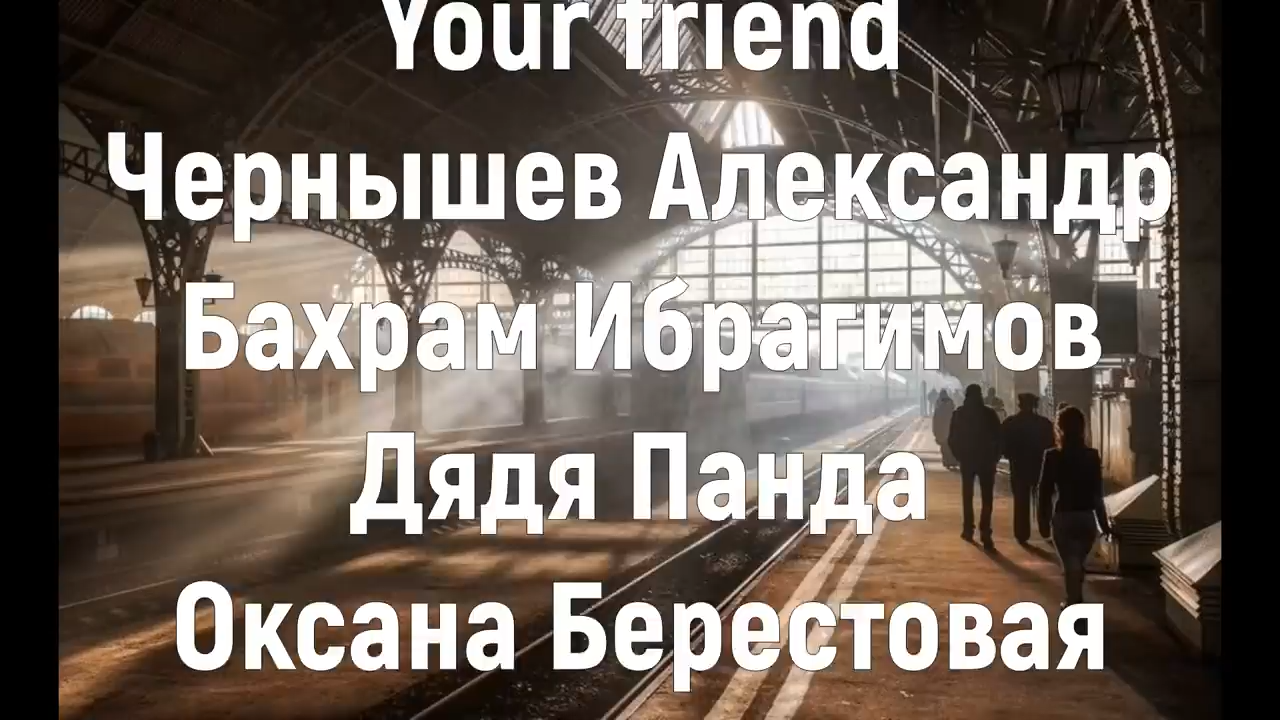 Your friend
Чернышев Александр
Бахрам Ибрагимов
Дядя Панда
Оксана Берестовая